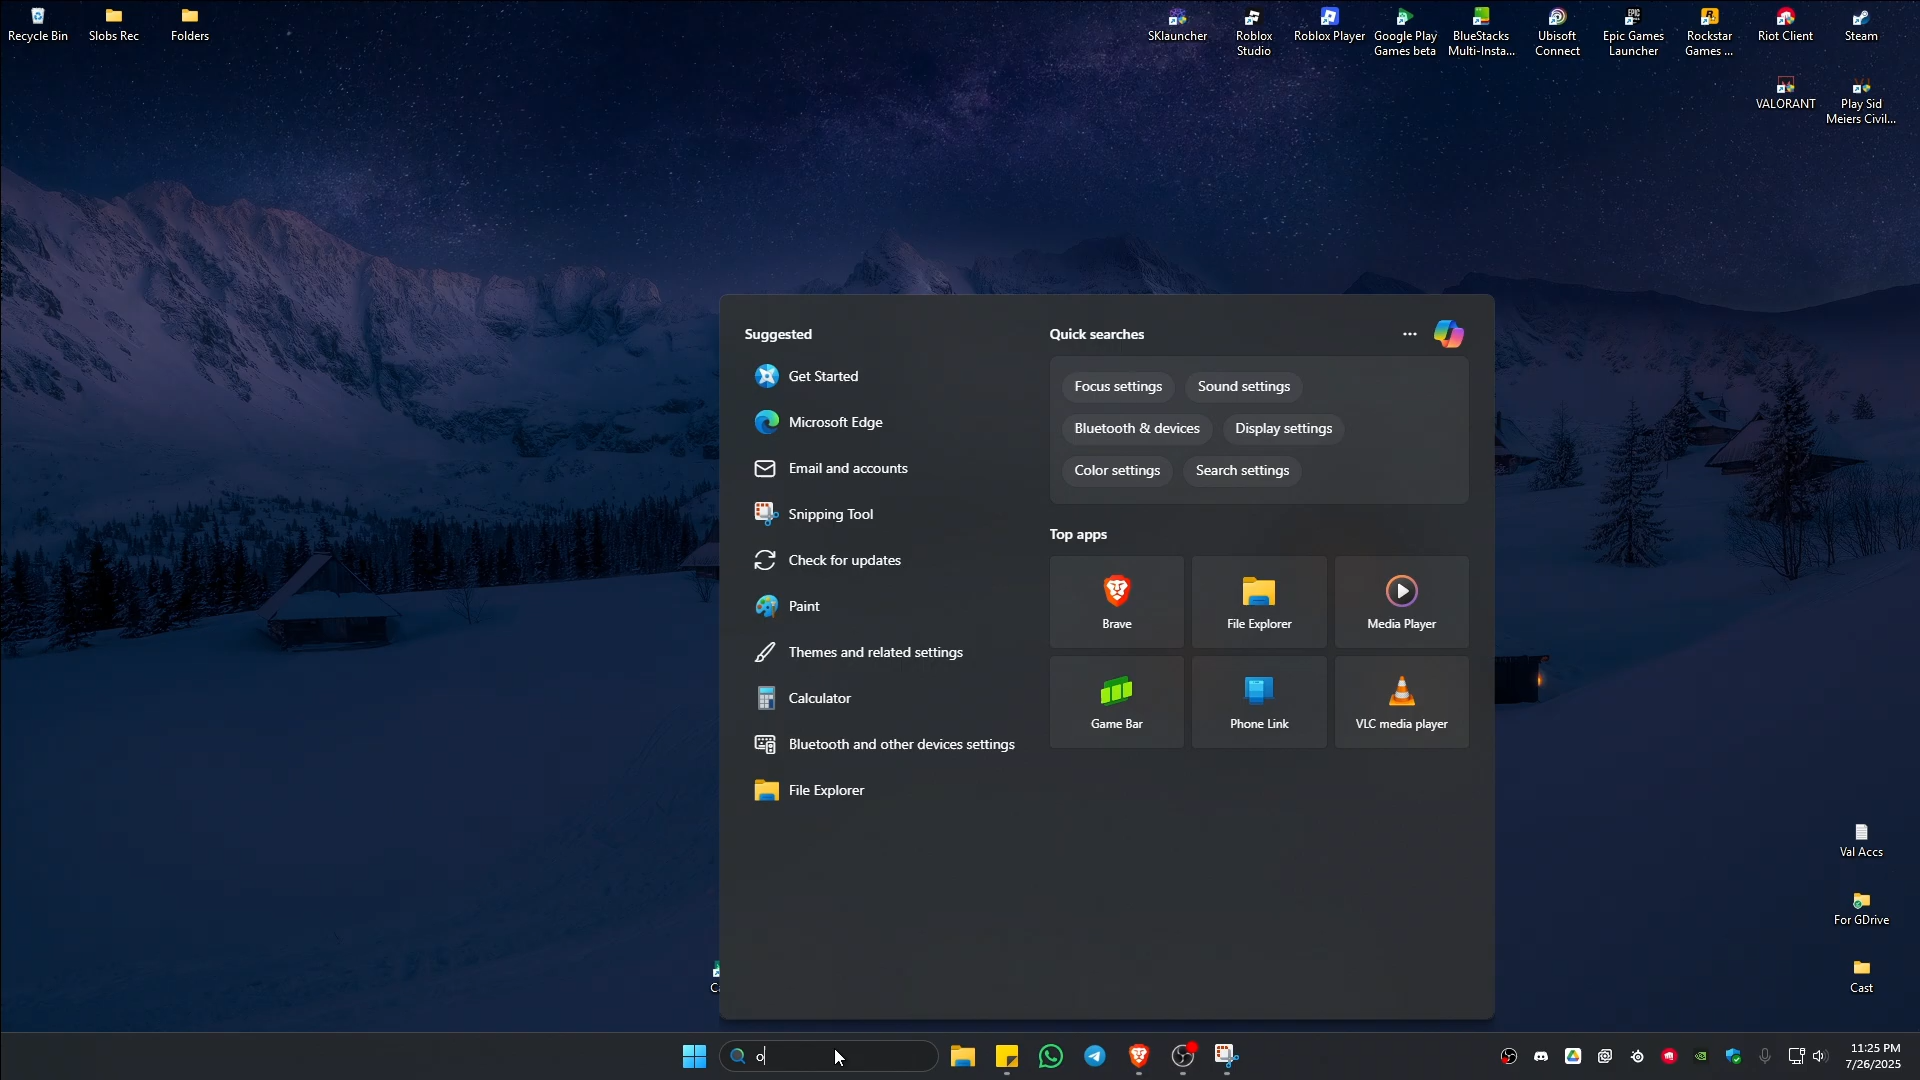 Recycle Bin
Slobs Rec
Folders
SKlauncher
Roblox
Studio
Roblox Player
Google Play
Games beta
BlueStacks
Multi-Insta...
Ubisoft
Connect
Epic Games
Launcher
Rockstar
Games ...
Riot Client
Steam
VALORANT
Play Sid
Meiers Civil...
Suggested
Get Started
Microsoft Edge
Email and accounts
Snipping Tool
Check for updates
Paint
Themes and related settings
Calculator
Bluetooth and other devices settings
File Explorer
Quick searches
Focus settings
Sound settings
Bluetooth & devices
Display settings
Color settings
Search settings
Top apps
Brave
File Explorer
Media Player
Game Bar
Phone Link
VLC media player
Val Accs
For GDrive
Cast
o
11:25 PM
7/26/2025